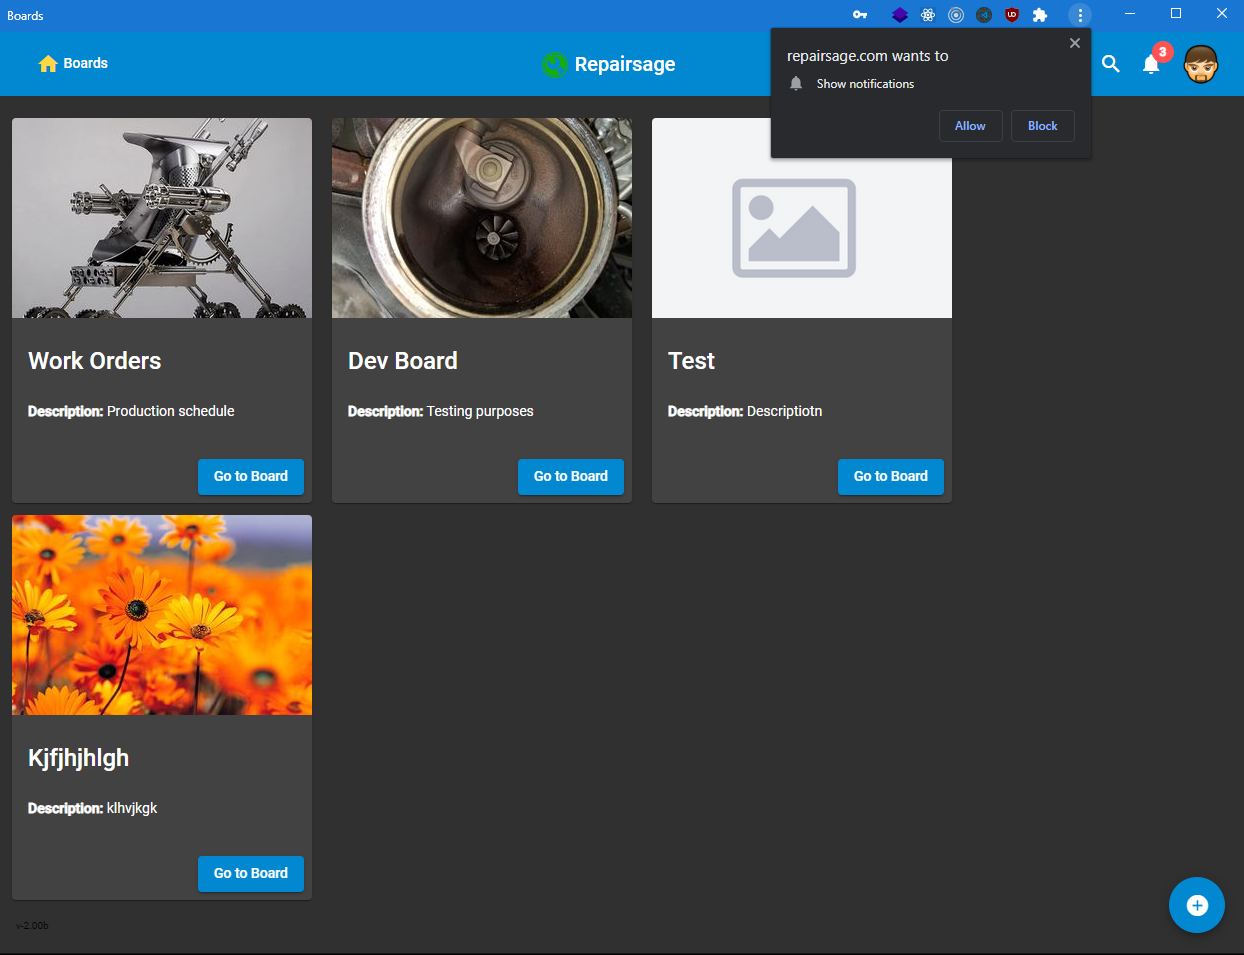 Boards
Boards
Repairsage
3
repairsage.com wants to
Show notifications
Allow
Block
Work Orders
Description: Production schedule
Go to Board
Dev Board
Description: Testing purposes
Go to Board
Test
Description: Descriptiotn
Go to Board
Kjfjhjhlgh
Description: klhvjkgk
Go to Board
v-2.00b